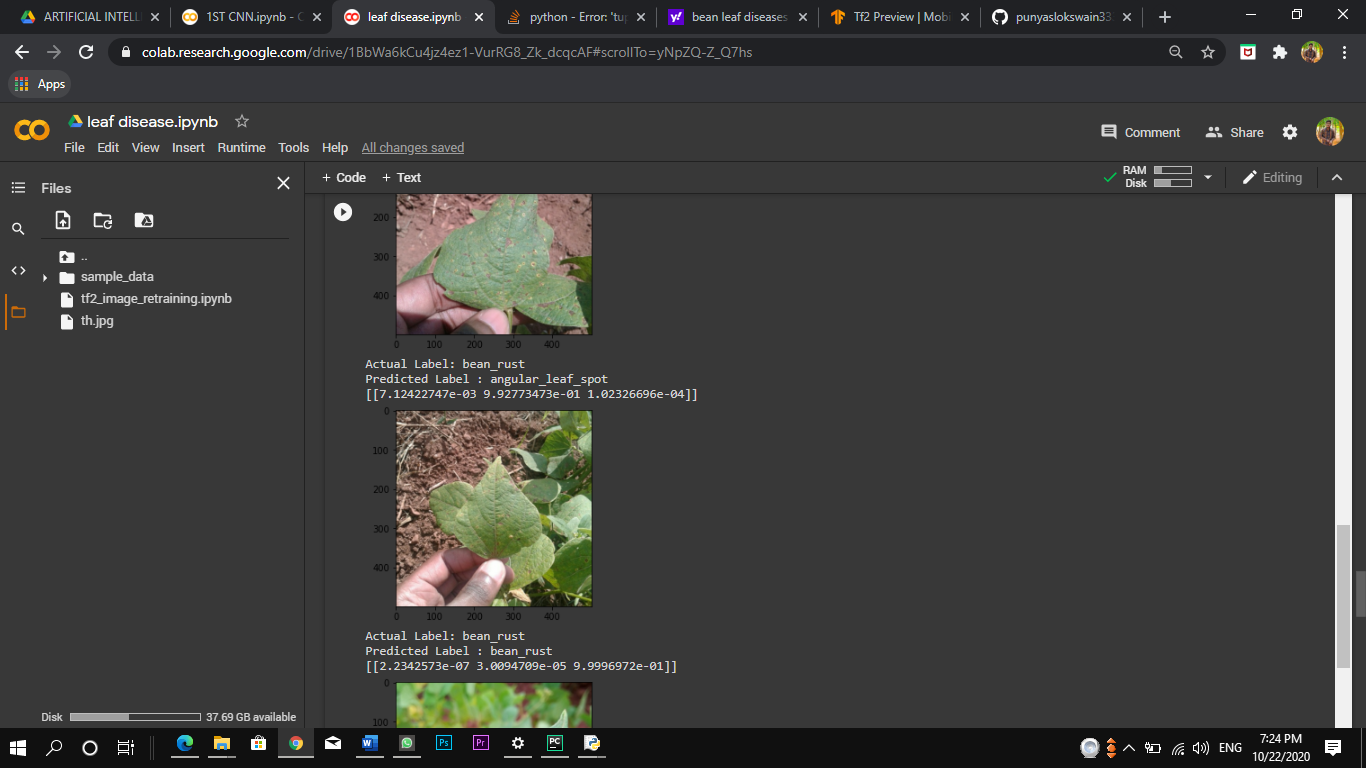 ARTIFICIAL INTELL
1ST CNN.ipynb - C
leaf disease.ipynb
python - Error: 'tup
bean leaf diseases
Tf2 Preview | Mobi
punyaslokswain33
colab.research.google.com/drive/1BbWa6kCu4jz4ez1-VurRG8_Zk_dcqcAF#scrollTo=yNpZQ-Z_Q7hs
Apps
leaf disease.ipynb
File Edit View Insert Runtime Tools Help All changes saved
Comment
Share
Files
+ Code + Text
RAM
Disk
Editing
..
sample_data
tf2_image_retraining.ipynb
th.jpg
200
300
400
0 100 200 300 400
Actual Label: bean_rust
Predicted Label : angular_leaf_spot
[[7.12422747e-03 9.92773473e-01 1.02326696e-04]]
0
100
200
300
400
0 100 200 300 400
Actual Label: bean_rust
Predicted Label : bean_rust
[[2.2342573e-07 3.0094709e-05 9.9996972e-01]]
0
100
Disk 37.69 GB available
W
Ps
Pr
PC
ENG
7:24 PM
10/22/2020